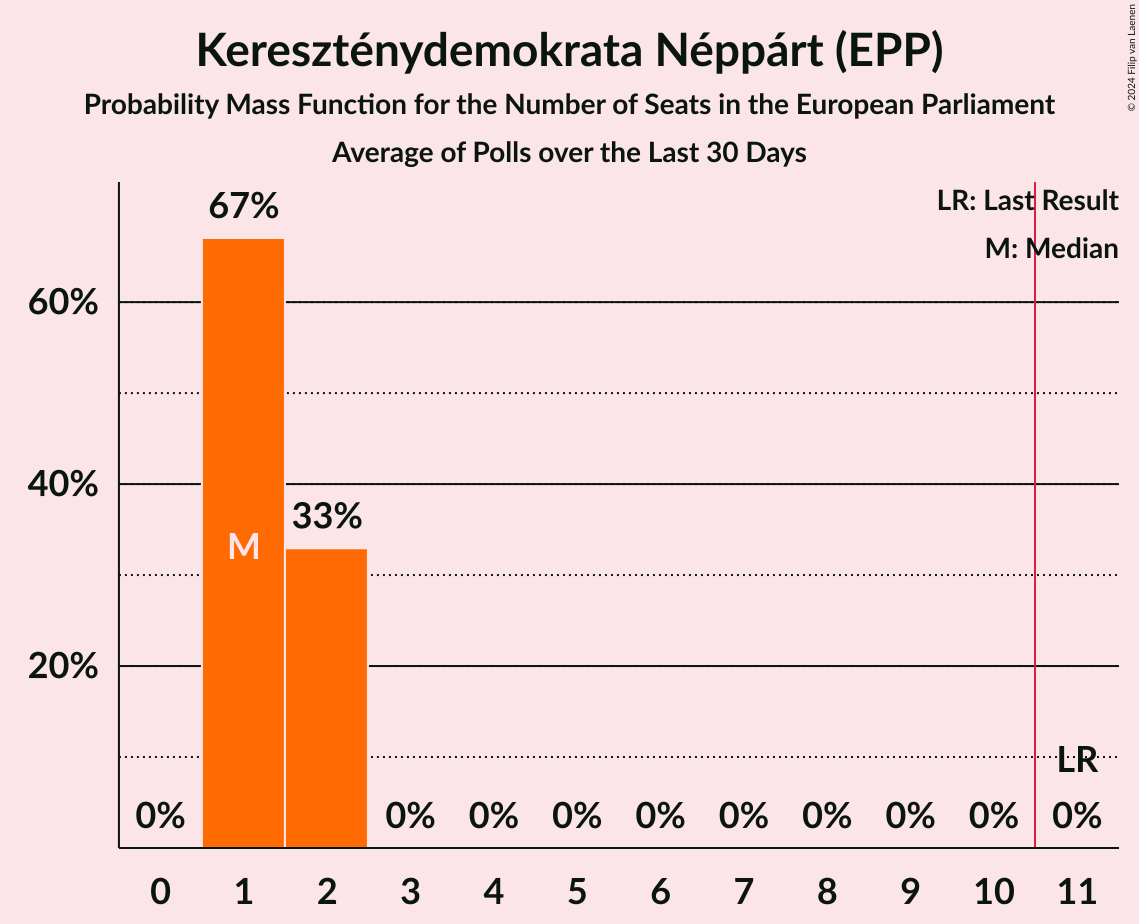 Kereszténydemokrata Néppárt (EPP)
Probability Mass Function for the Number of Seats in the European Parliament
Average of Polls over the Last 30 Days
© 2024 Filip van Laenen
LR: Last Result
M: Median
67%
60%
40%
33%
M
20%
LR
0% 0% 0% 0% 0% 0% 0% 0% 0% 0%
0 1 2 3 4 5 6 7 8 9 10 11